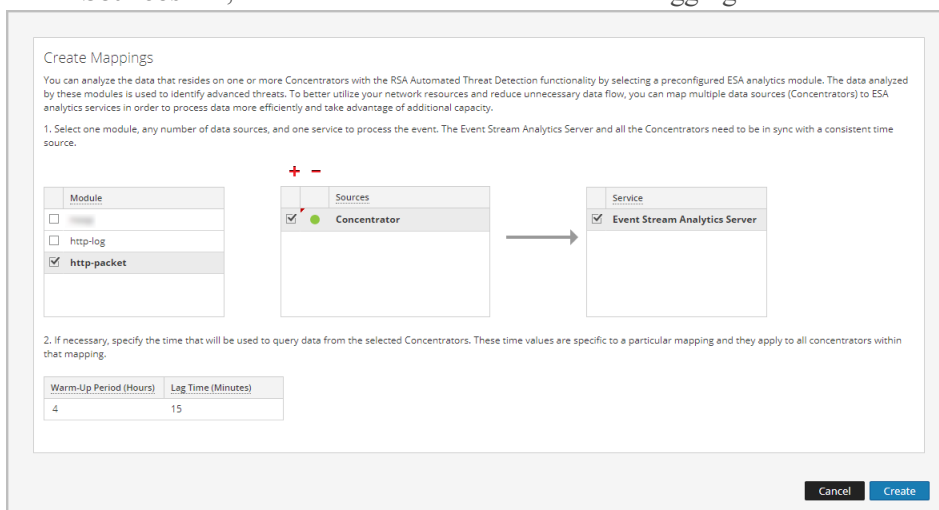 Create Mappings
You can analyze the data that resides on one or more Concentrators with the RSA Automated Threat Detection functionality by selecting a preconfigured ESA analytics module. The data analyzed
by these modules is used to identify advanced threats. To better utilize your network resources and reduce unnecessary data flow, you can map multiple data sources (Concentrators) to ESA
analytics services in order to process data more efficiently and take advantage of additional capacity.
1. Select one module, any number of data sources, and one service to process the event. The Event Stream Analytics Server and all the Concentrators need to be in sync with a consistent time
source.
+ −
Module
http-log
http-packet
Sources
Concentrator
Service
Event Stream Analytics Server
2. If necessary, specify the time that will be used to query data from the selected Concentrators. These time values are specific to a particular mapping and they apply to all concentrators within
that mapping.
Warm-Up Period (Hours) Lag Time (Minutes)
4 15
Cancel Create